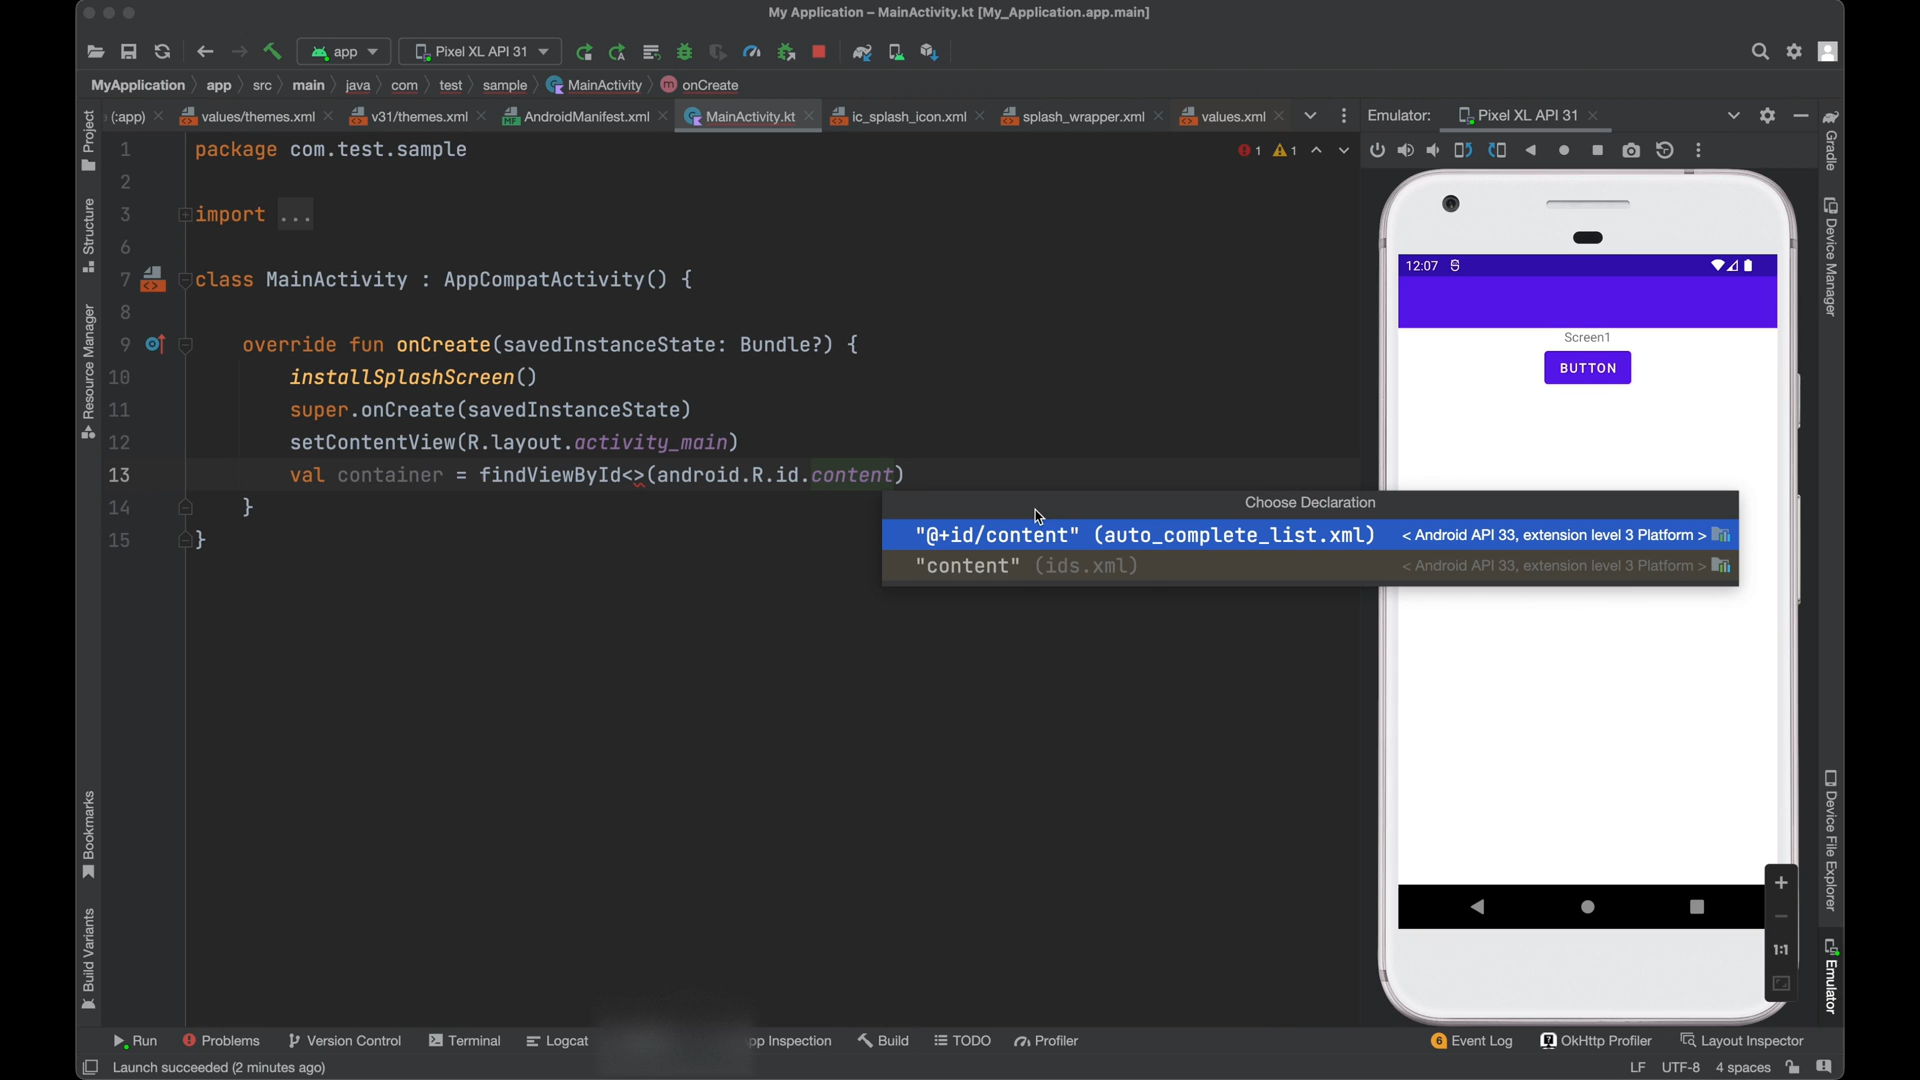 My Application – MainActivity.kt [My_Application.app.main]
app
Pixel XL API 31
MyApplication app src main java com test sample MainActivity onCreate
(:app) values/themes.xml v31/themes.xml AndroidManifest.xml MainActivity.kt ic_splash_icon.xml splash_wrapper.xml values.xml
Emulator: Pixel XL API 31
Project
Structure
Resource Manager
Bookmarks
Build Variants
1 package com.test.sample
1 1
2
3 import ...
6
7 class MainActivity : AppCompatActivity() {
8
9 override fun onCreate(savedInstanceState: Bundle?) {
10 installSplashScreen()
11 super.onCreate(savedInstanceState)
12 setContentView(R.layout.activity_main)
13 val container = findViewById<>(android.R.id.content)
14 }
15 }
Choose Declaration
"@+id/content" (auto_complete_list.xml) < Android API 33, extension level 3 Platform >
"content" (ids.xml) < Android API 33, extension level 3 Platform >
12:07
Screen1
BUTTON
1:1
Gradle
Device Manager
Device File Explorer
Emulator
Run Problems Version Control Terminal Logcat pp Inspection Build TODO Profiler
6 Event Log OkHttp Profiler Layout Inspector
Launch succeeded (2 minutes ago)
LF UTF-8 4 spaces